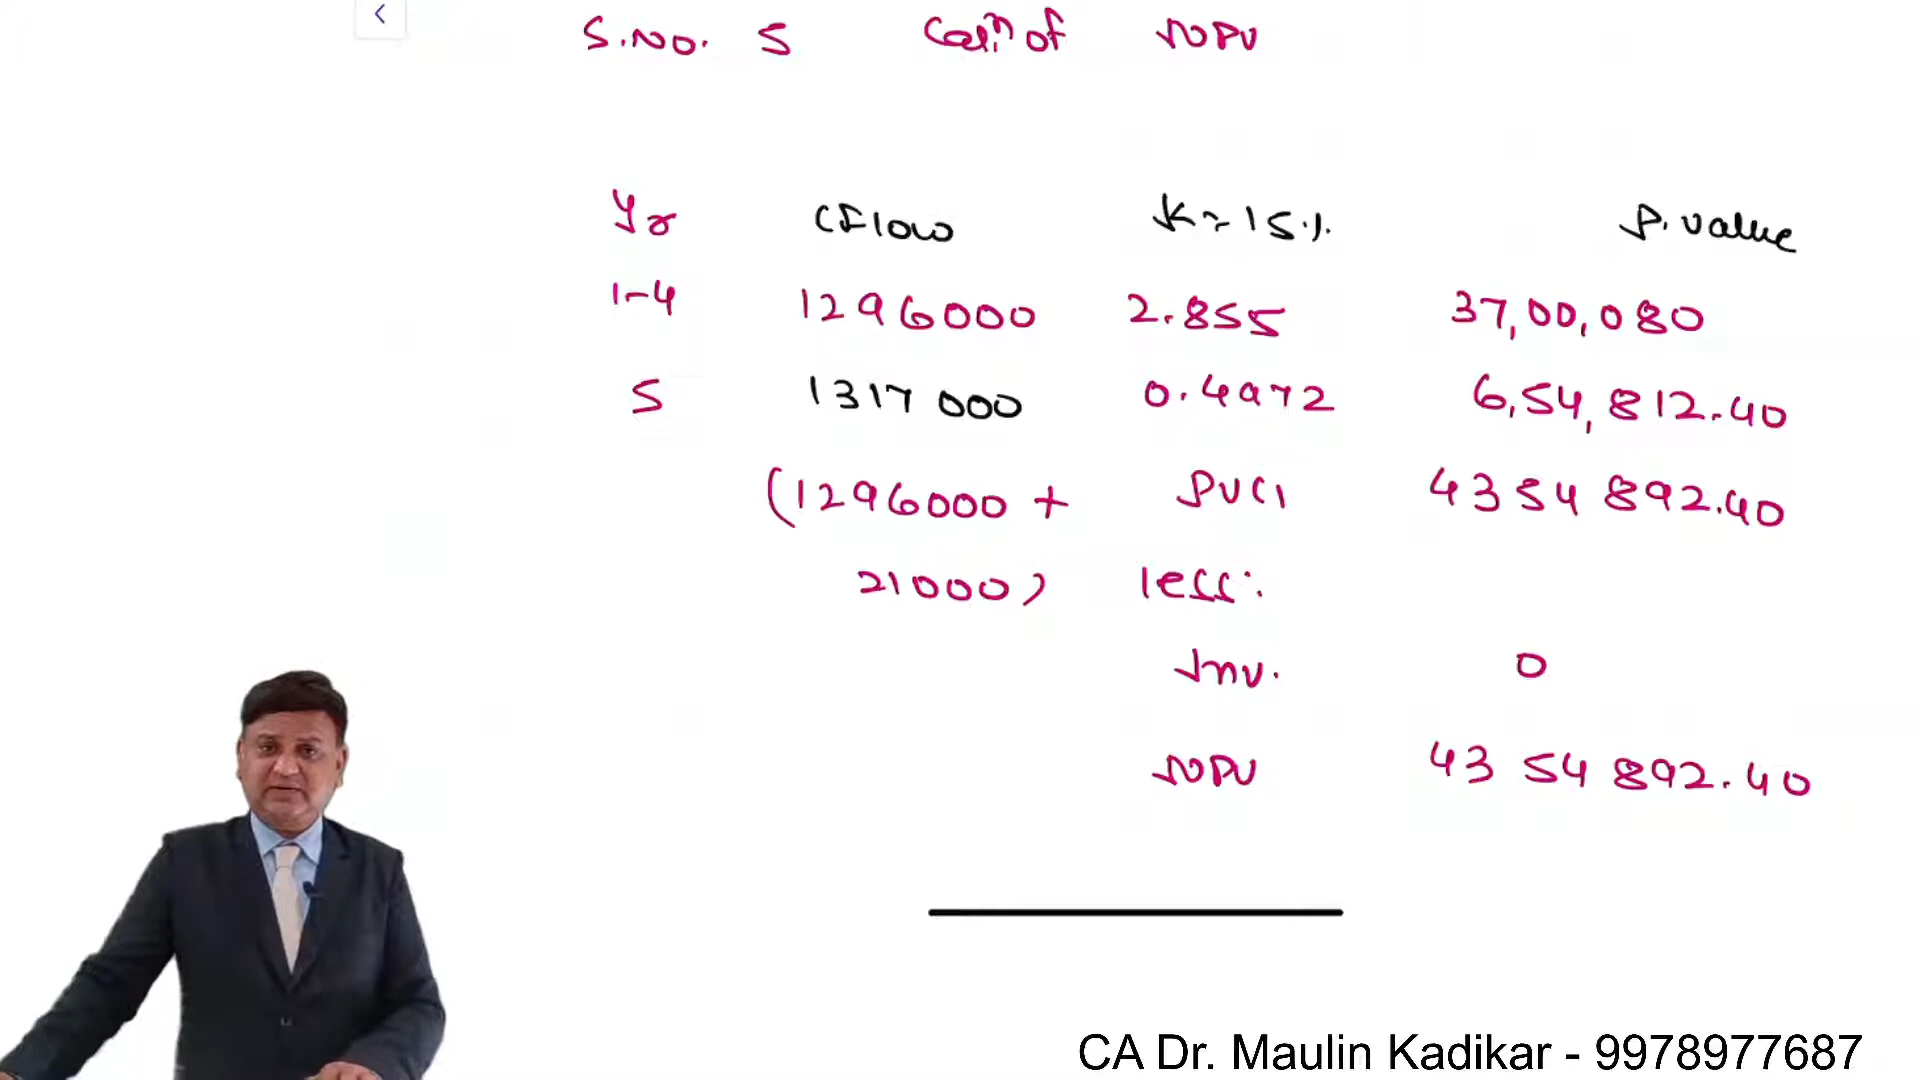 S.No. 5 Caln of NPV
Yr CFlow K = 15% P.value
1-4 1296000 2.855 37,00,080
5 1317000 0.4972 6,54,812.40
(1296000 + PVCI 4354892.40
21000) less:
Inv. 0
NPV 4354892.40
CA Dr. Maulin Kadikar - 9978977687